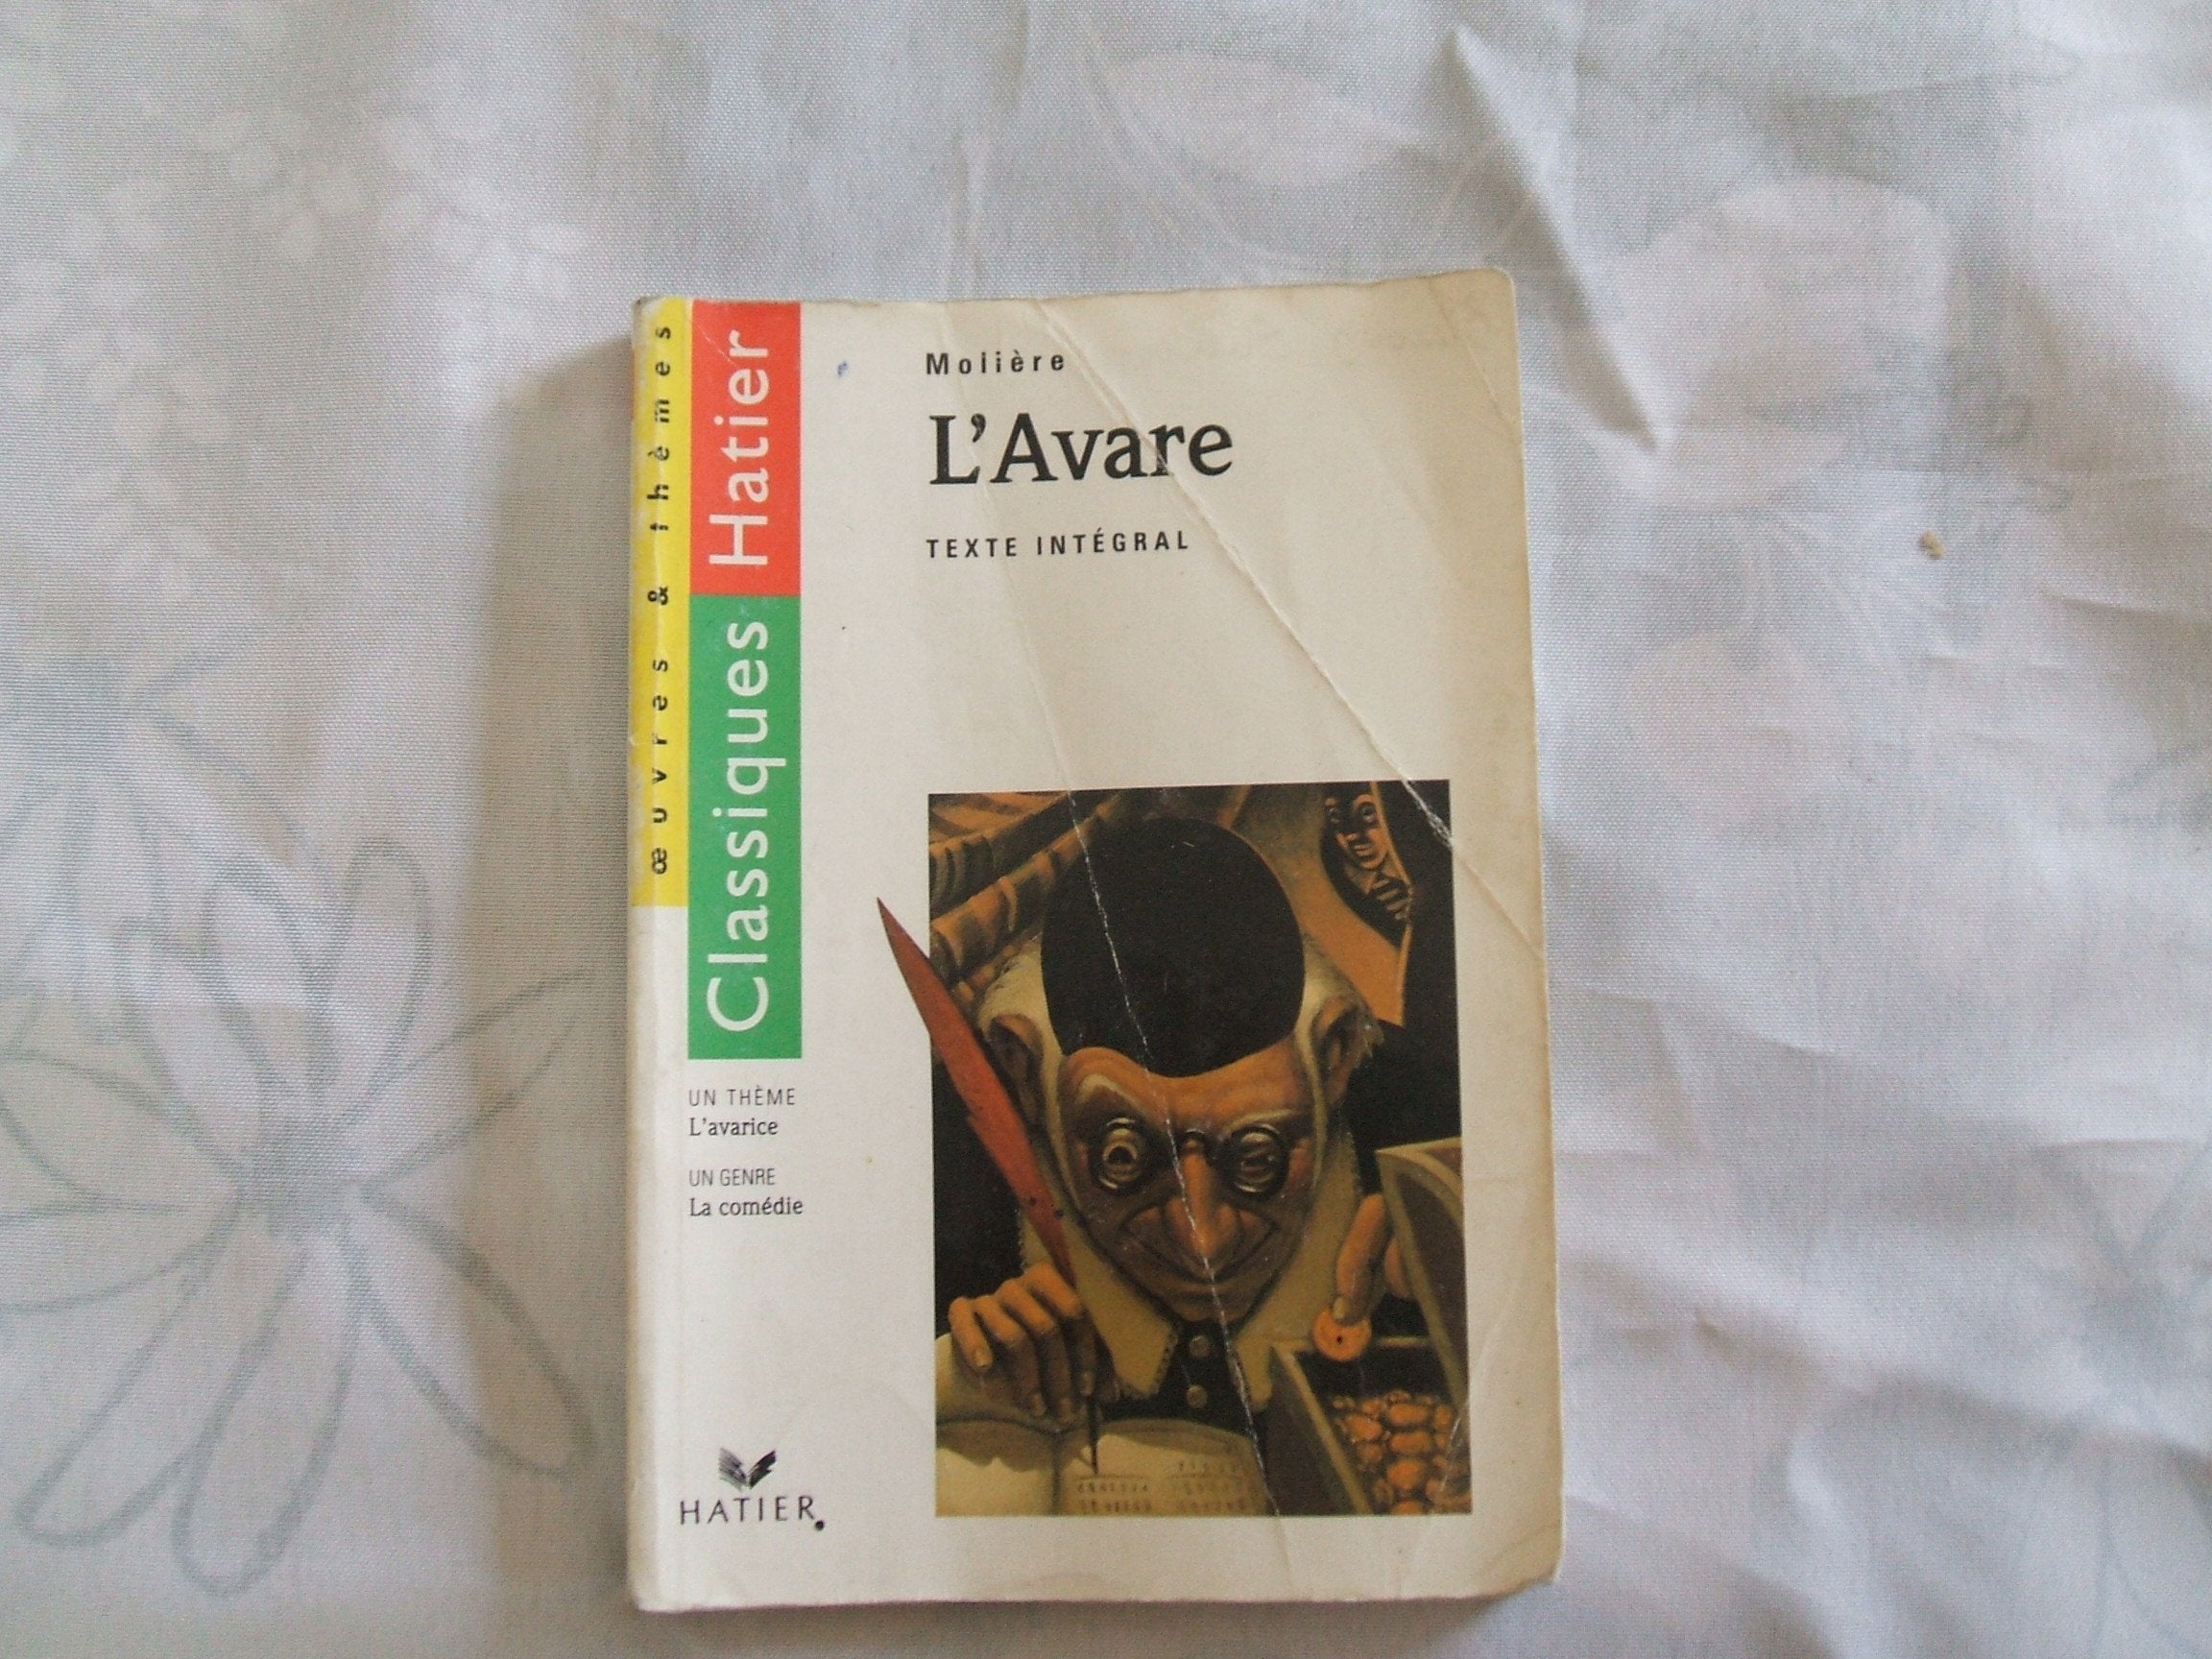 œuvres & thèmes
Classiques Hatier
Molière
L'Avare
TEXTE INTÉGRAL
UN THÈME
L'avarice
UN GENRE
La comédie
HATIER